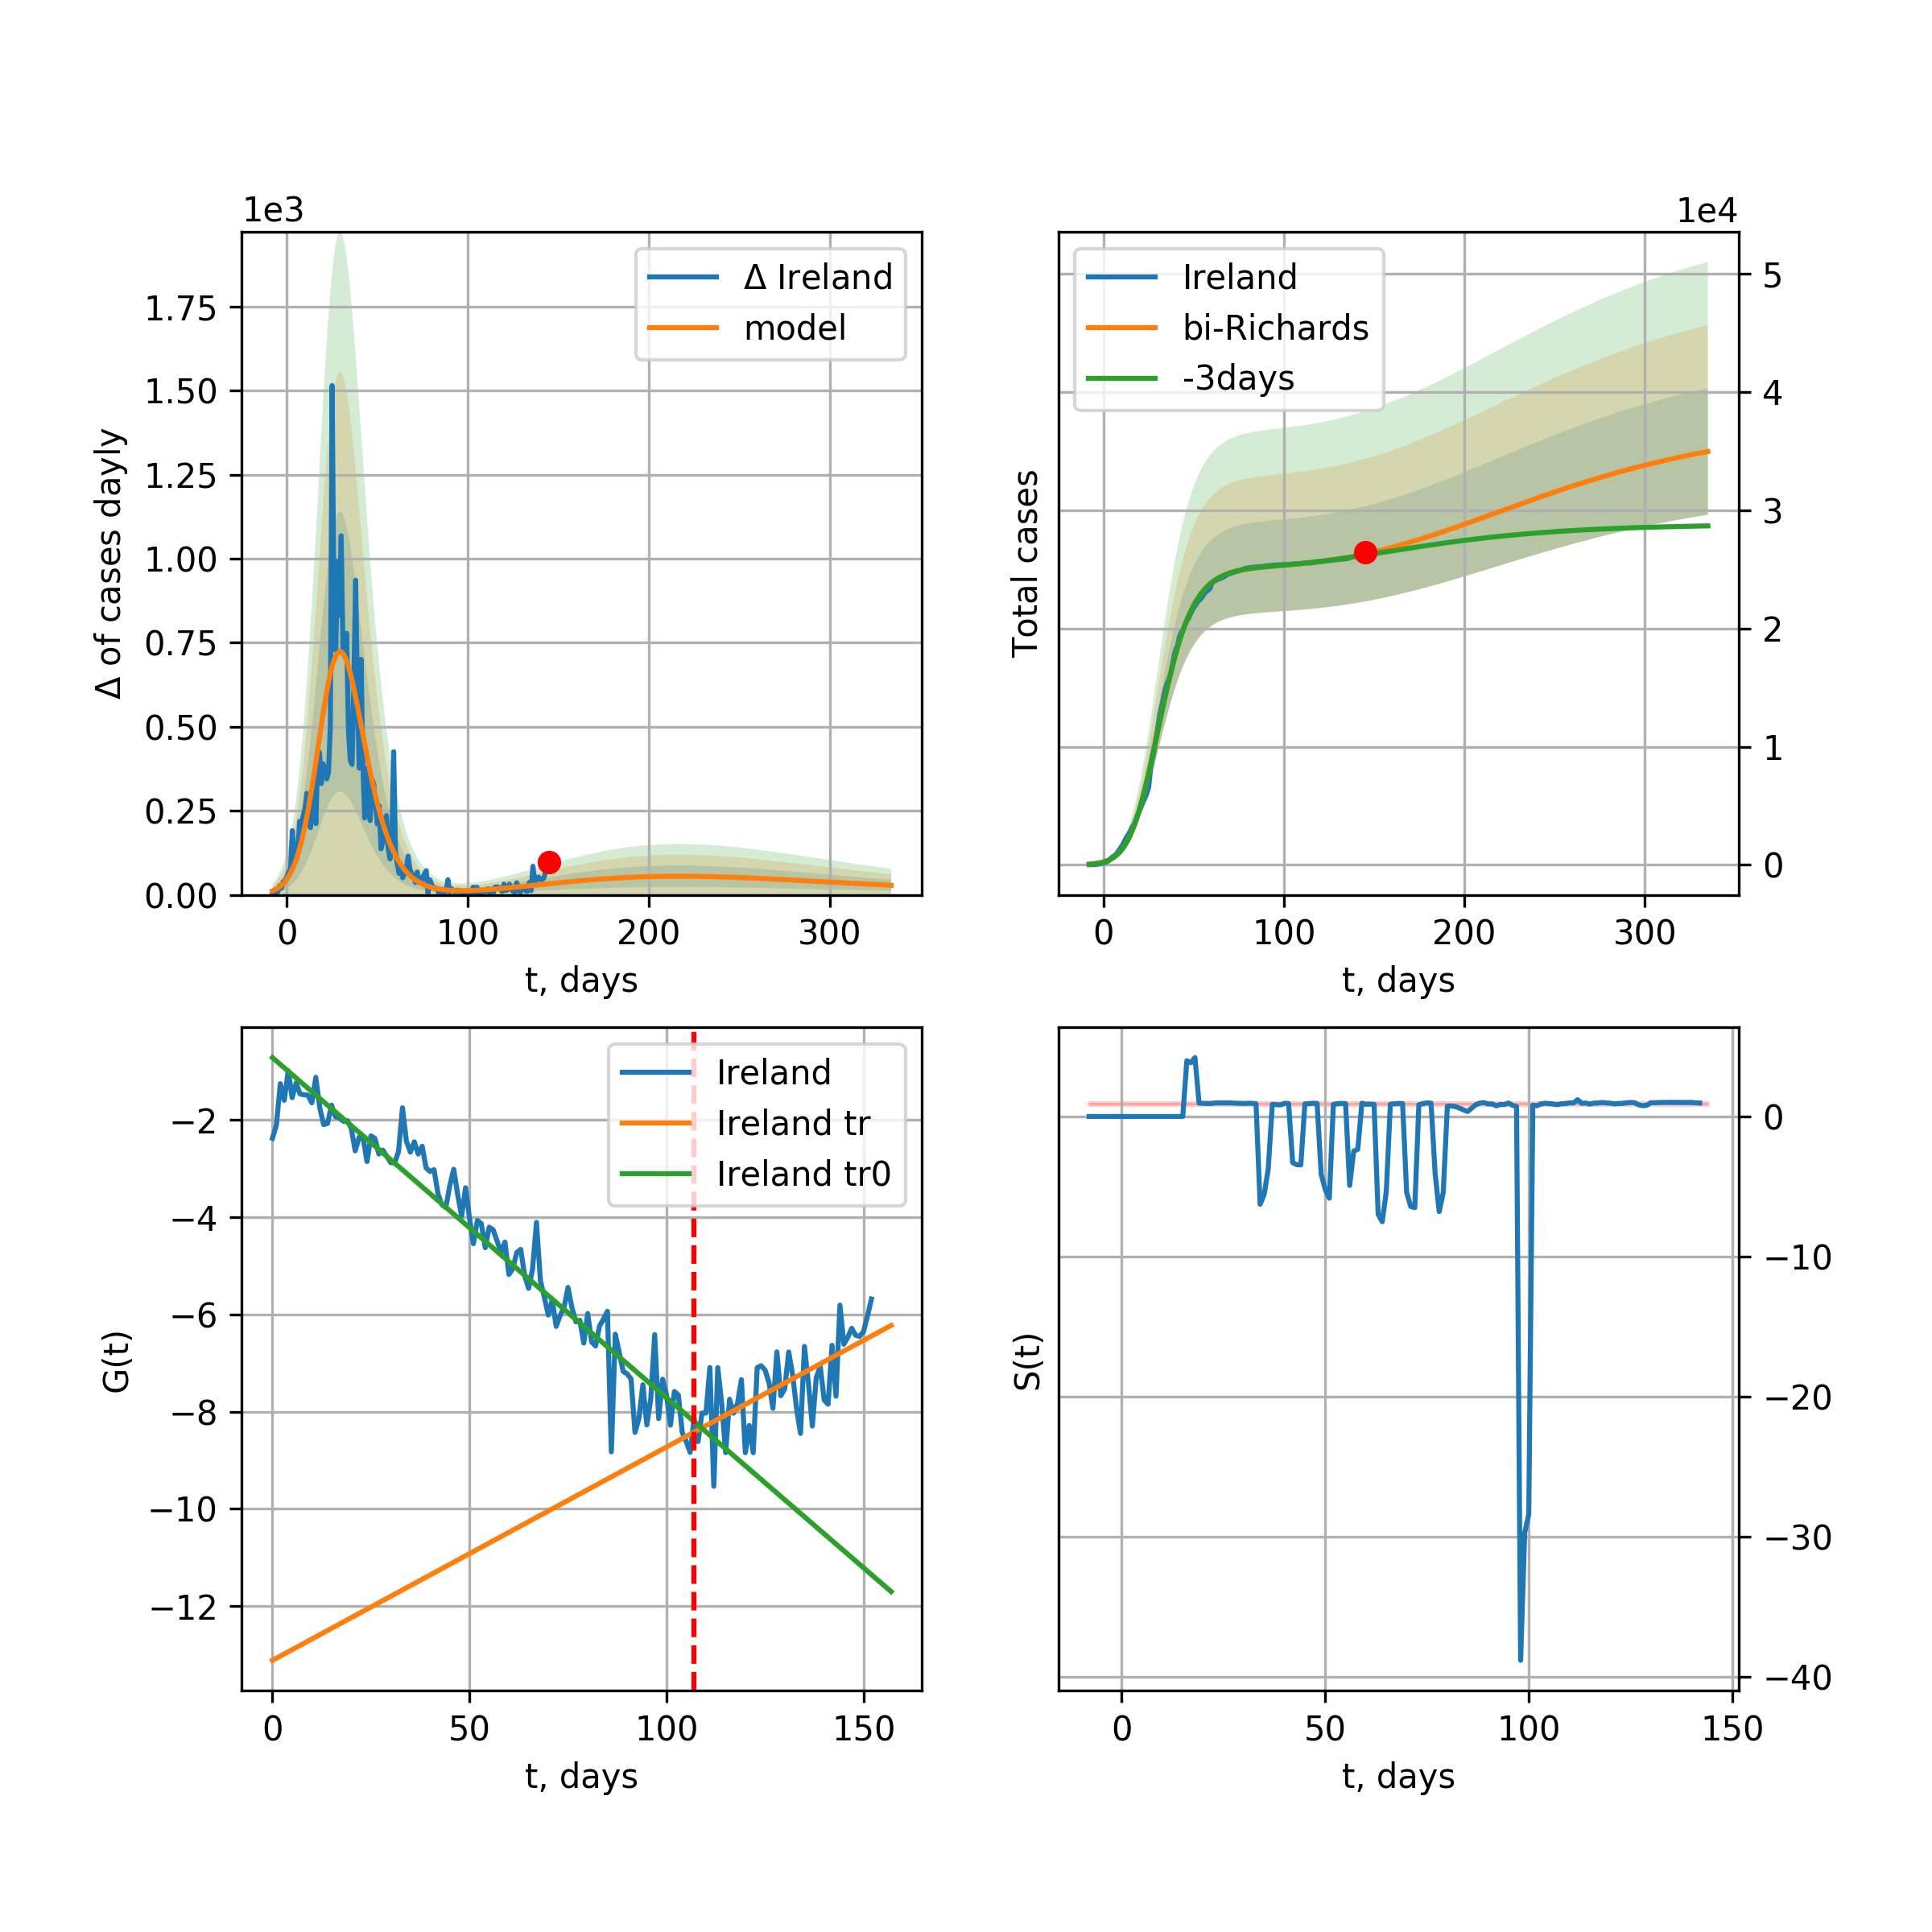 1e3
Δ Ireland
model
1.75
1.50
1.25
1.00
0.75
0.50
0.25
0.00
Δ of cases dayly
0 100 200 300
t, days
1e4
Ireland
bi-Richards
-3days
5
4
3
2
1
0
Total cases
0 100 200 300
t, days
Ireland
Ireland tr
Ireland tr0
−2
−4
−6
−8
−10
−12
G(t)
0 50 100 150
t, days
0
−10
−20
−30
−40
S(t)
0 50 100 150
t, days